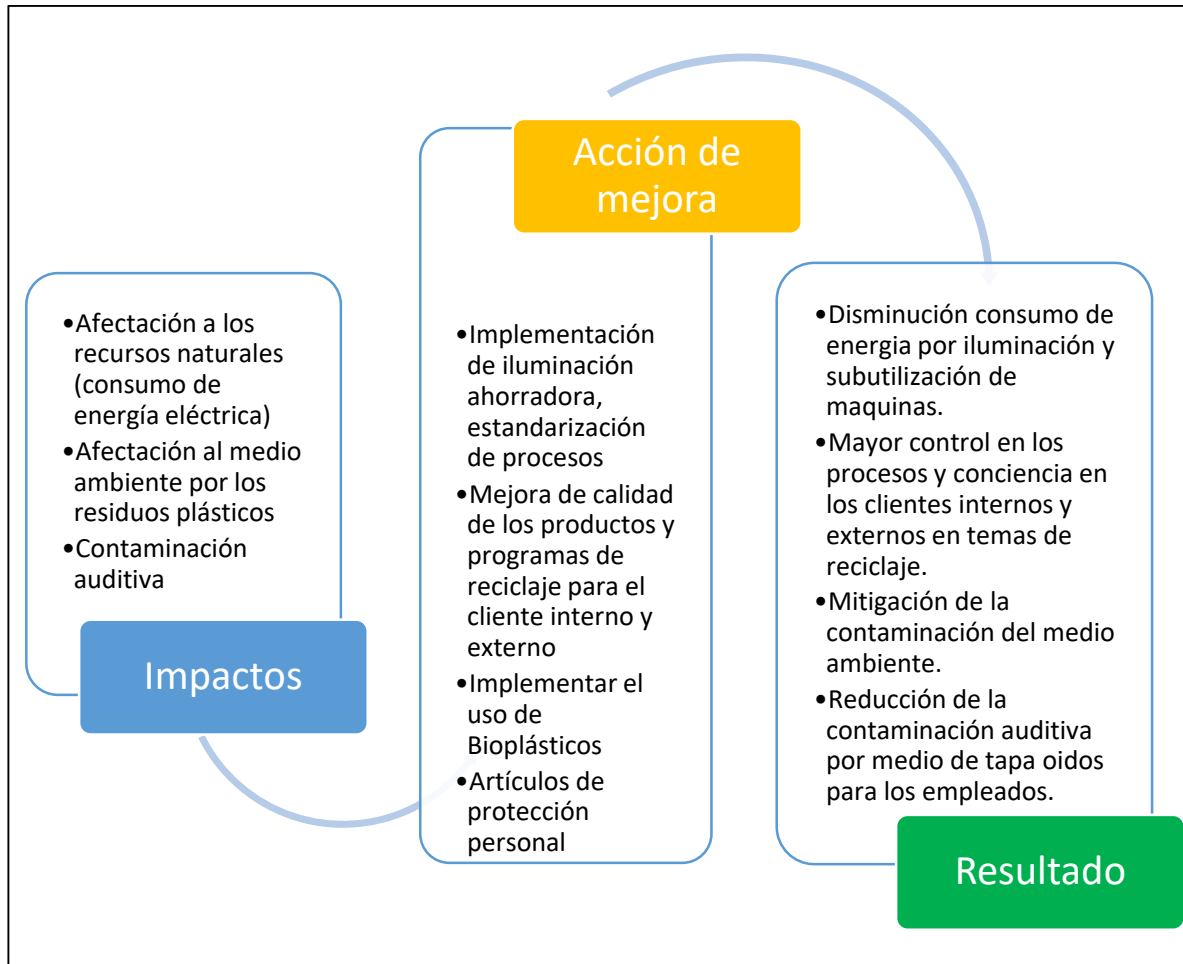 •Afectación a los
recursos naturales
(consumo de
energía eléctrica)
•Afectación al medio
ambiente por los
residuos plásticos
•Contaminación
auditiva
Impactos
Acción de
mejora
•Implementación
de iluminación
ahorradora,
estandarización
de procesos
•Mejora de calidad
de los productos y
programas de
reciclaje para el
cliente interno y
externo
•Implementar el
uso de
Bioplásticos
•Artículos de
protección
personal
•Disminución consumo de
energia por iluminación y
subutilización de
maquinas.
•Mayor control en los
procesos y conciencia en
los clientes internos y
externos en temas de
reciclaje.
•Mitigación de la
contaminación del medio
ambiente.
•Reducción de la
contaminación auditiva
por medio de tapa oidos
para los empleados.
Resultado